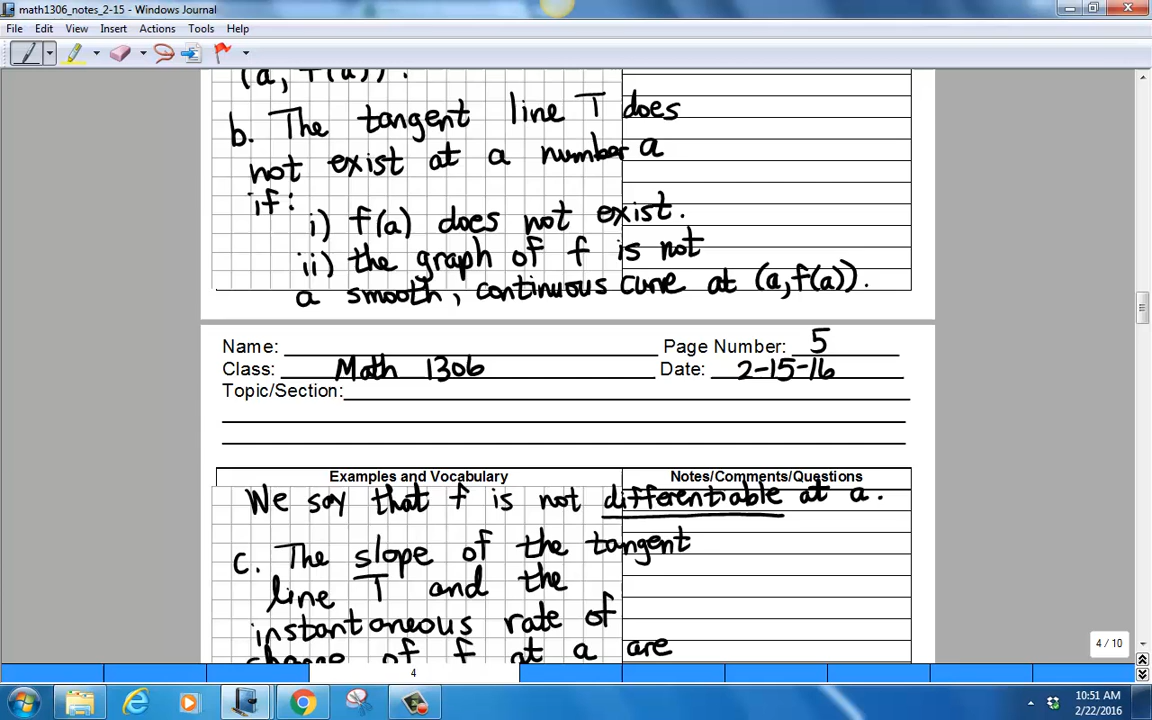 math1306_notes_2-15 - Windows Journal
File Edit View Insert Actions Tools Help
(a, f(a)).
b. The tangent line T does
not exist at a number a
if:
i) f(a) does not exist.
ii) the graph of f is not
a smooth, continuous curve at (a, f(a)).
Name:
Page Number: 5
Class: Math 1306
Date: 2-15-16
Topic/Section:
Examples and Vocabulary
Notes/Comments/Questions
We say that f is not differentiable at a.
c. The slope of the tangent
line T and the
instantaneous rate of
change of f at a are
4 / 10
4
10:51 AM
2/22/2016